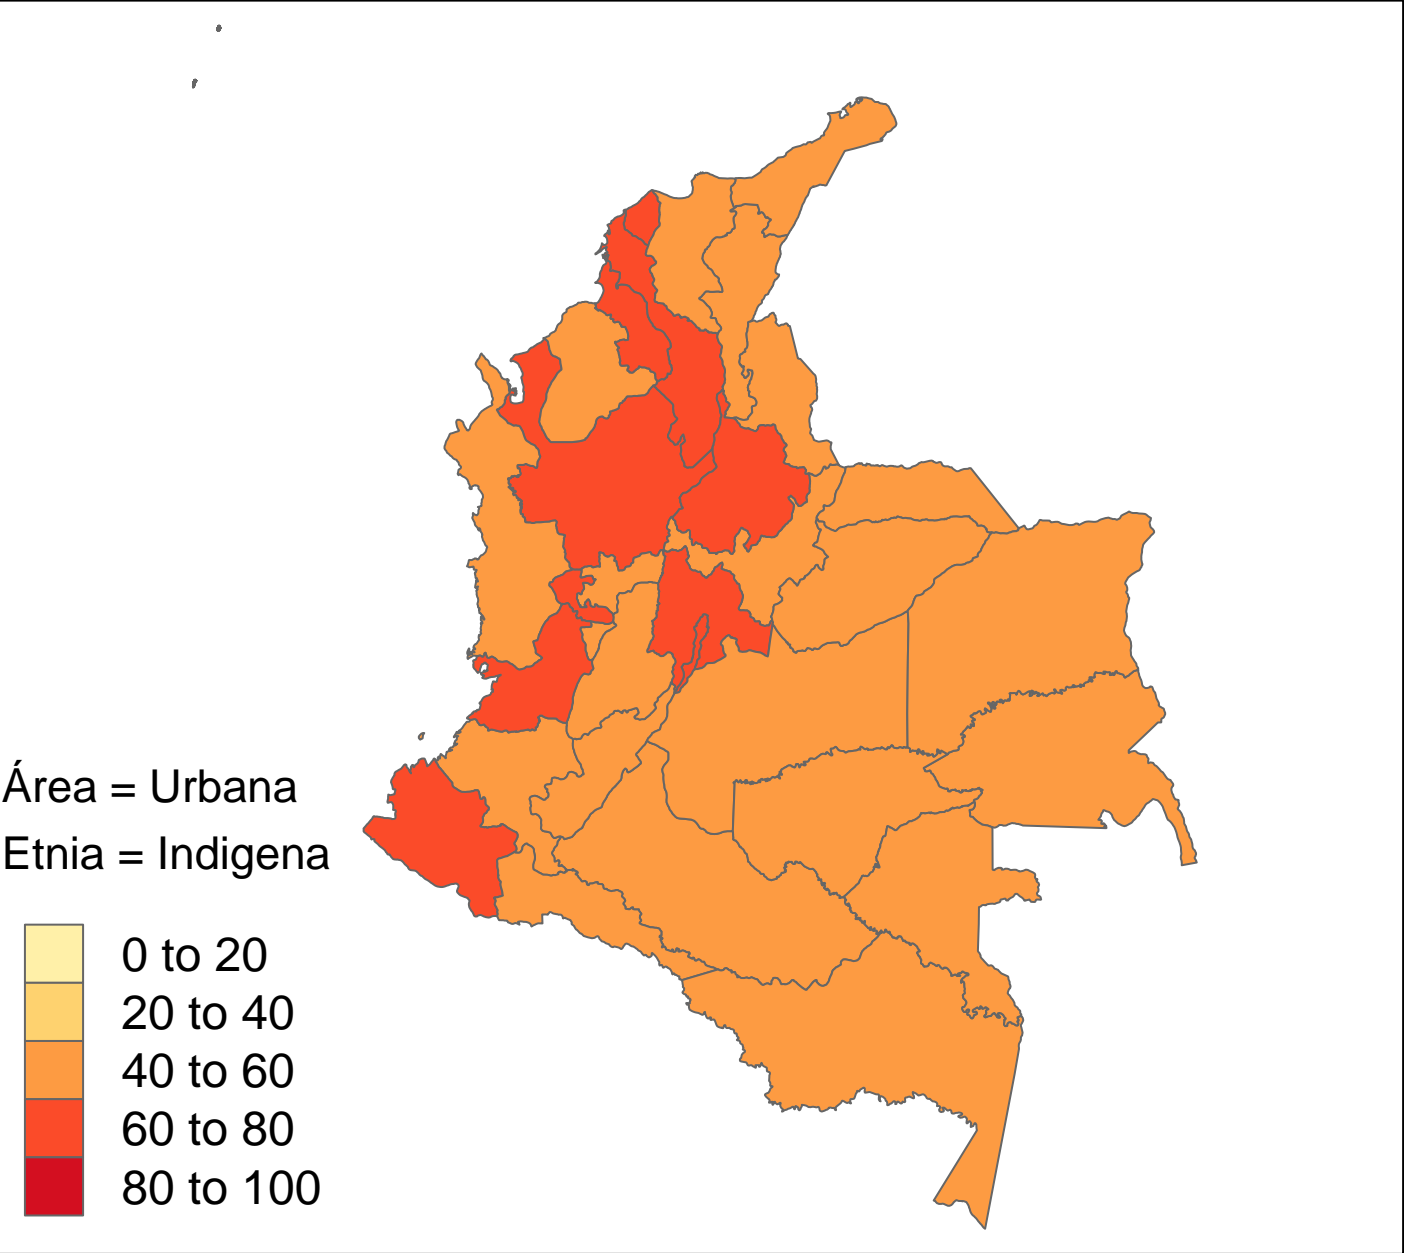 Área = Urbana
Etnia = Indigena
0 to 20
20 to 40
40 to 60
60 to 80
80 to 100